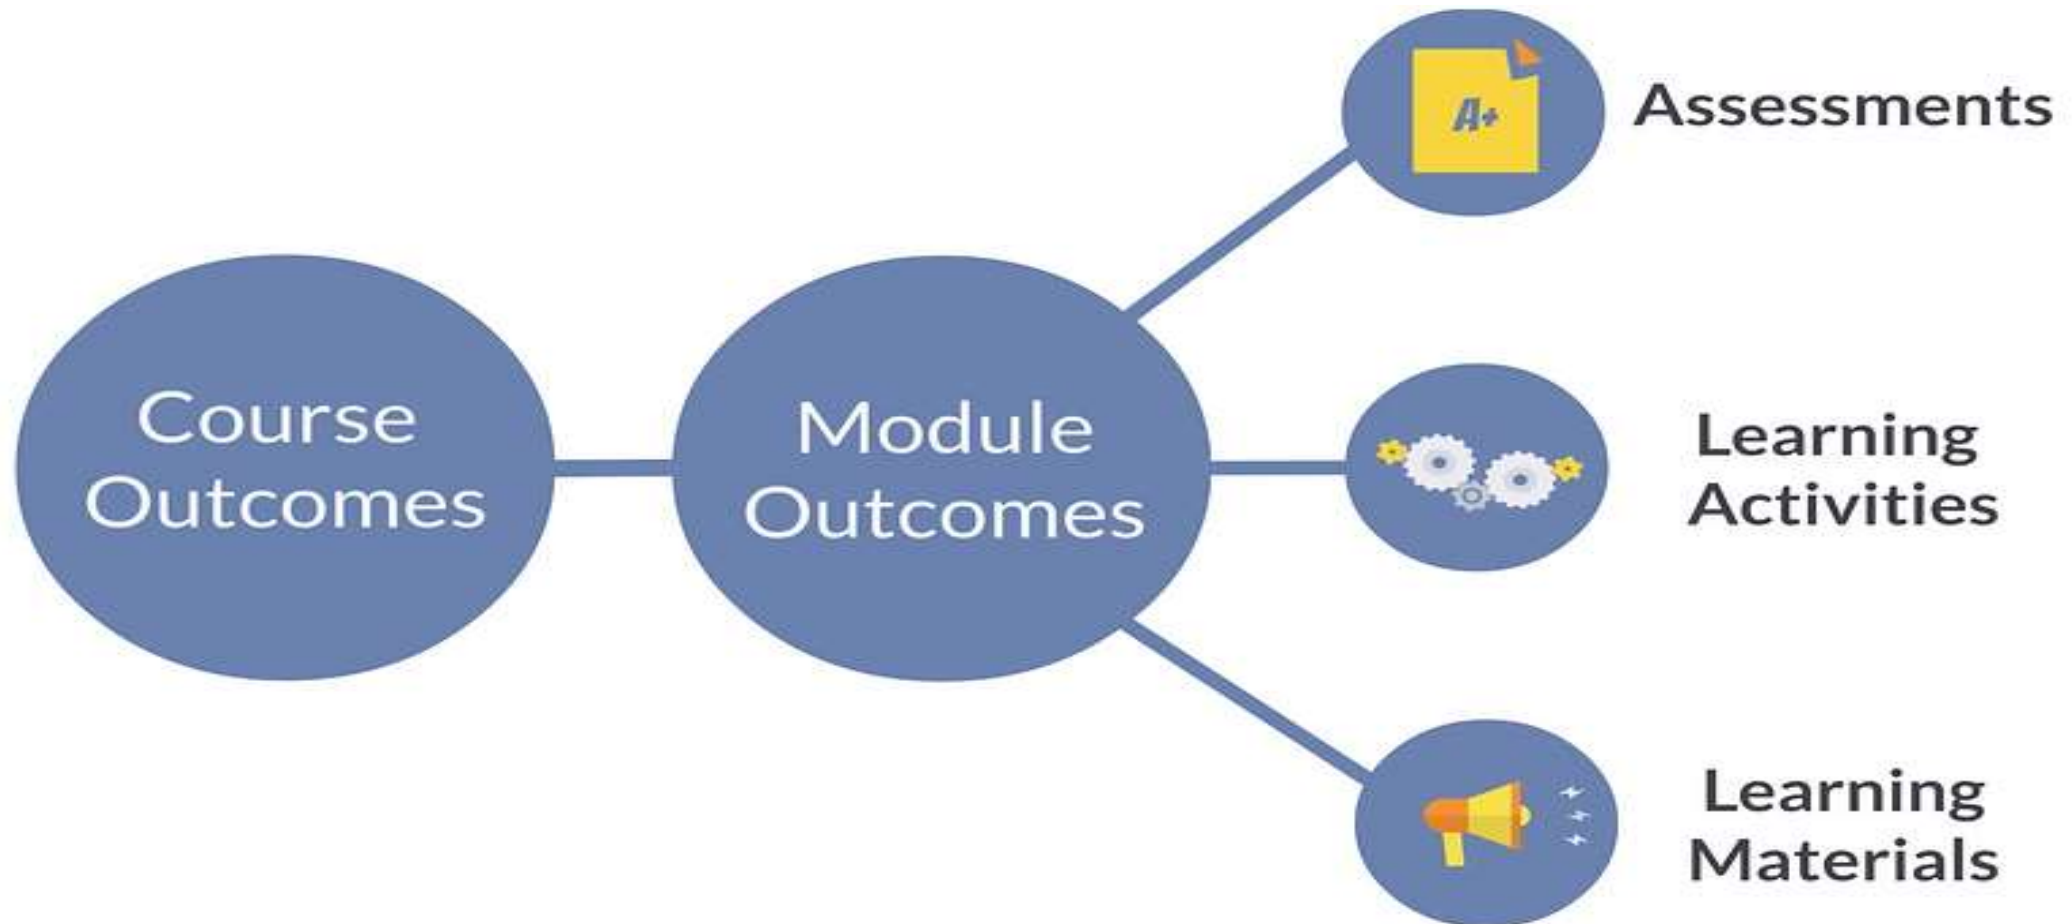 Course
Outcomes
Module
Outcomes
A+
Assessments
Learning
Activities
Learning
Materials